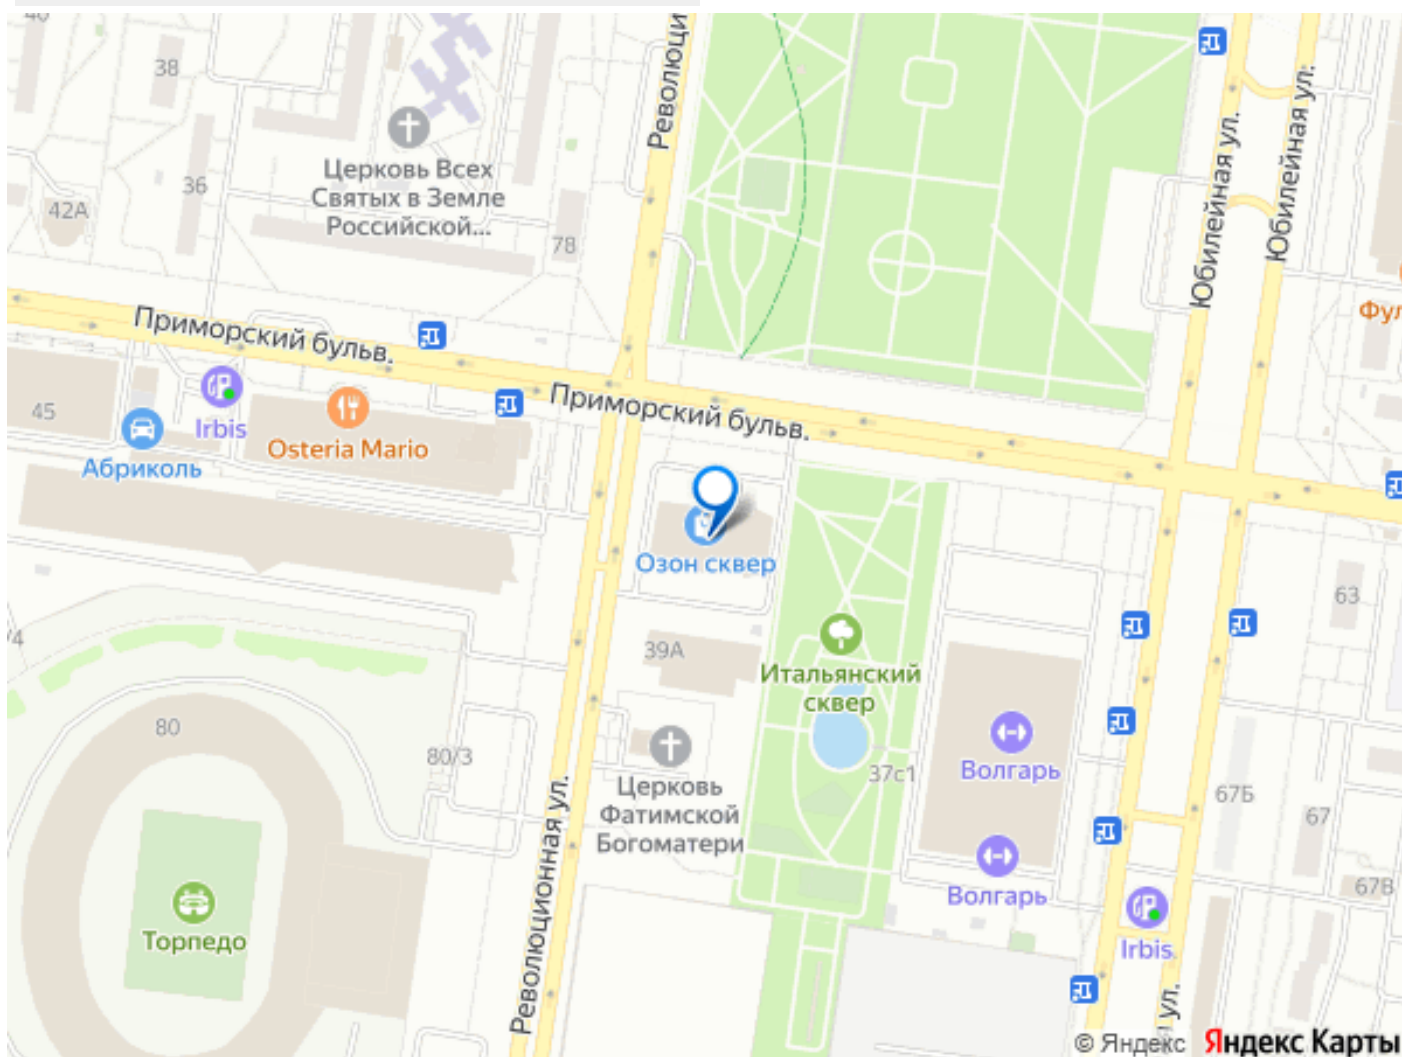 40
38
Революци
Церковь Всех
Святых в Земле
Российской...
36
42А
78
Юбилейная ул.
Юбилейная ул.
Фул
Приморский бульв.
Приморский бульв.
45
Irbis
Osteria Mario
Абриколь
Озон сквер
63
39А
Итальянский
сквер
80
80/3
/4
37с1
Волгарь
67Б
67
Церковь
Фатимской
Богоматери
Революционная ул.
Волгарь
67В
Торпедо
Irbis
я ул.
© Яндекс Яндекс Карты